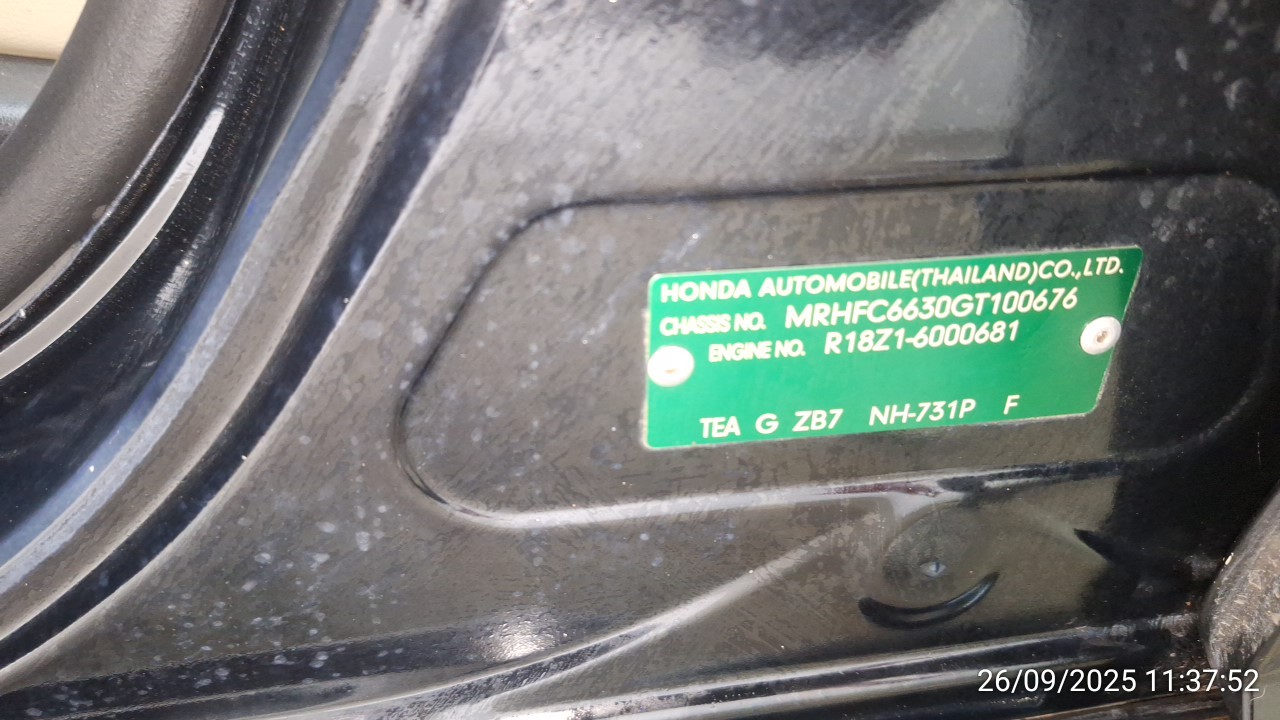 HONDA AUTOMOBILE(THAILAND)CO.,LTD.
CHASSIS NO. MRHFC6630GT100676
ENGINE NO. R18Z1-6000681
TEA G ZB7 NH-731P F
26/09/2025 11:37:52